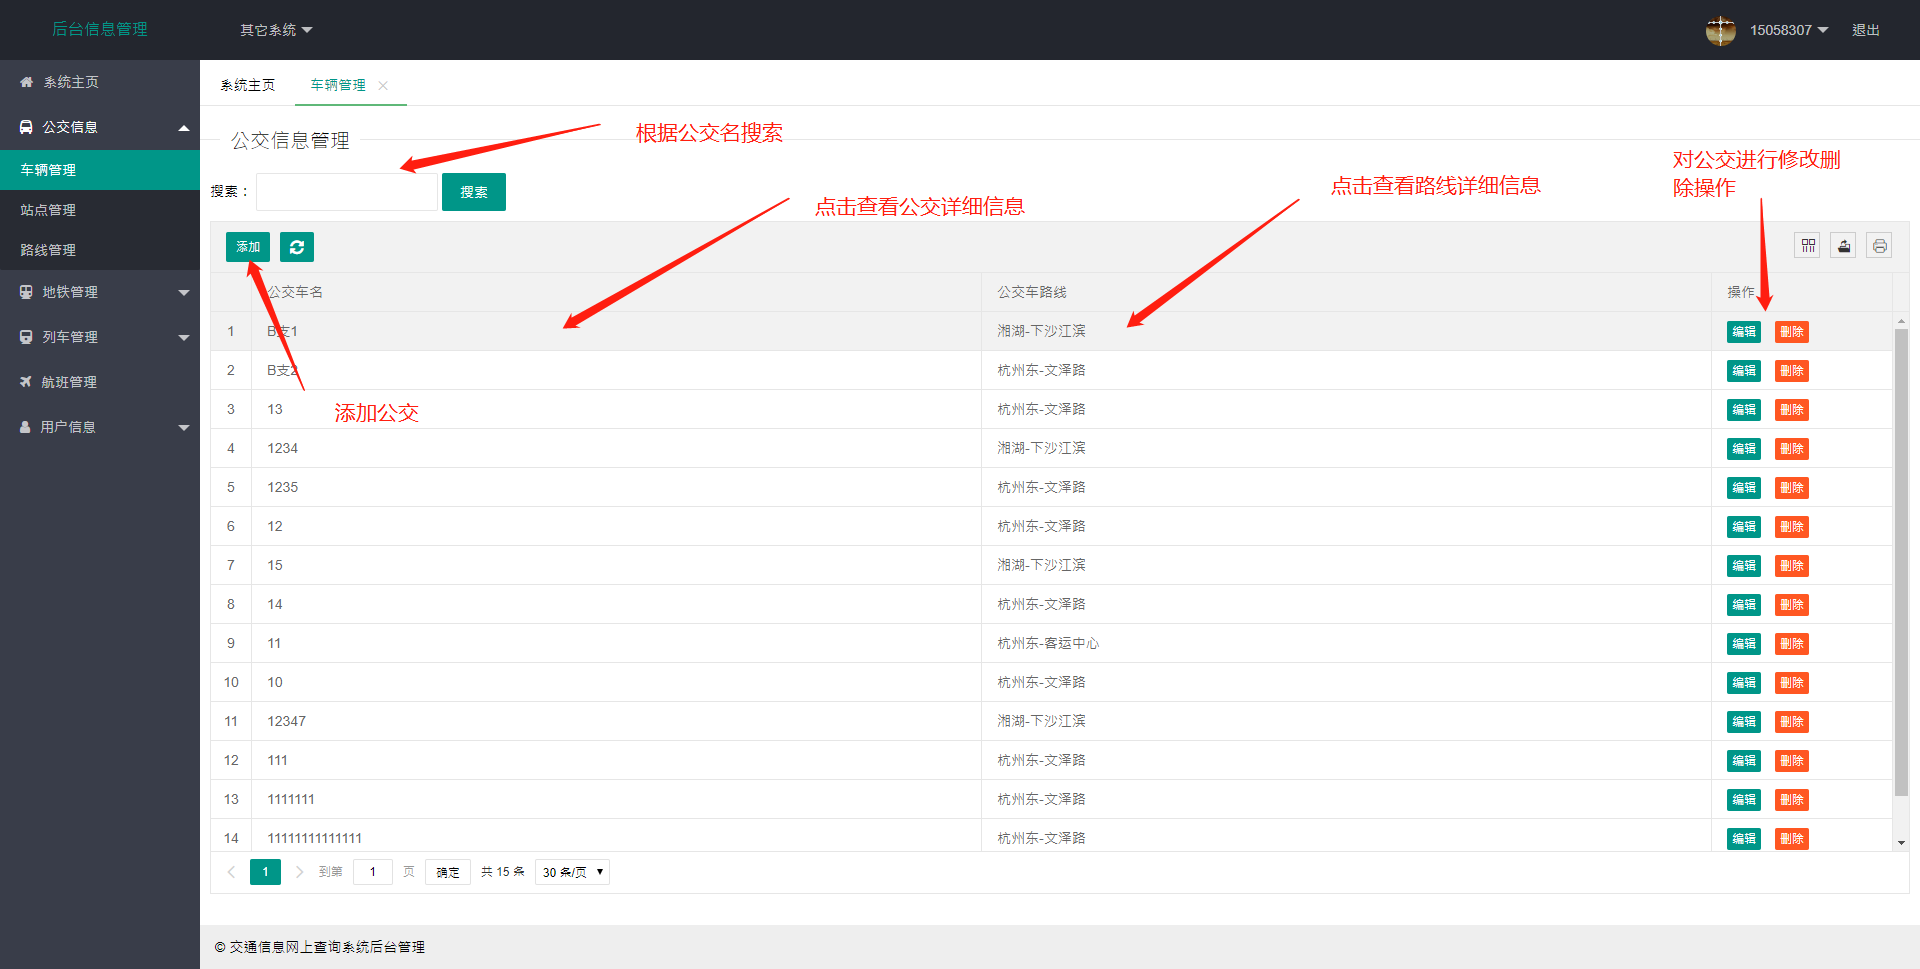 后台信息管理
其它系统
15058307
退出
系统主页
公交信息
车辆管理
站点管理
路线管理
地铁管理
列车管理
航班管理
用户信息
系统主页
车辆管理
公交信息管理
根据公交名搜索
搜索：
搜索
点击查看公交详细信息
点击查看路线详细信息
对公交进行修改删
除操作
添加
公交车名
公交车路线
操作
1 B支1 湘湖-下沙江滨 编辑 删除
2 B支2 杭州东-文泽路 编辑 删除
3 13 杭州东-文泽路 编辑 删除
添加公交
4 1234 湘湖-下沙江滨 编辑 删除
5 1235 杭州东-文泽路 编辑 删除
6 12 杭州东-文泽路 编辑 删除
7 15 湘湖-下沙江滨 编辑 删除
8 14 杭州东-文泽路 编辑 删除
9 11 杭州东-客运中心 编辑 删除
10 10 杭州东-文泽路 编辑 删除
11 12347 湘湖-下沙江滨 编辑 删除
12 111 杭州东-文泽路 编辑 删除
13 1111111 杭州东-文泽路 编辑 删除
14 11111111111111 杭州东-文泽路 编辑 删除
1 到第 1 页 确定 共 15 条 30 条/页
© 交通信息网上查询系统后台管理